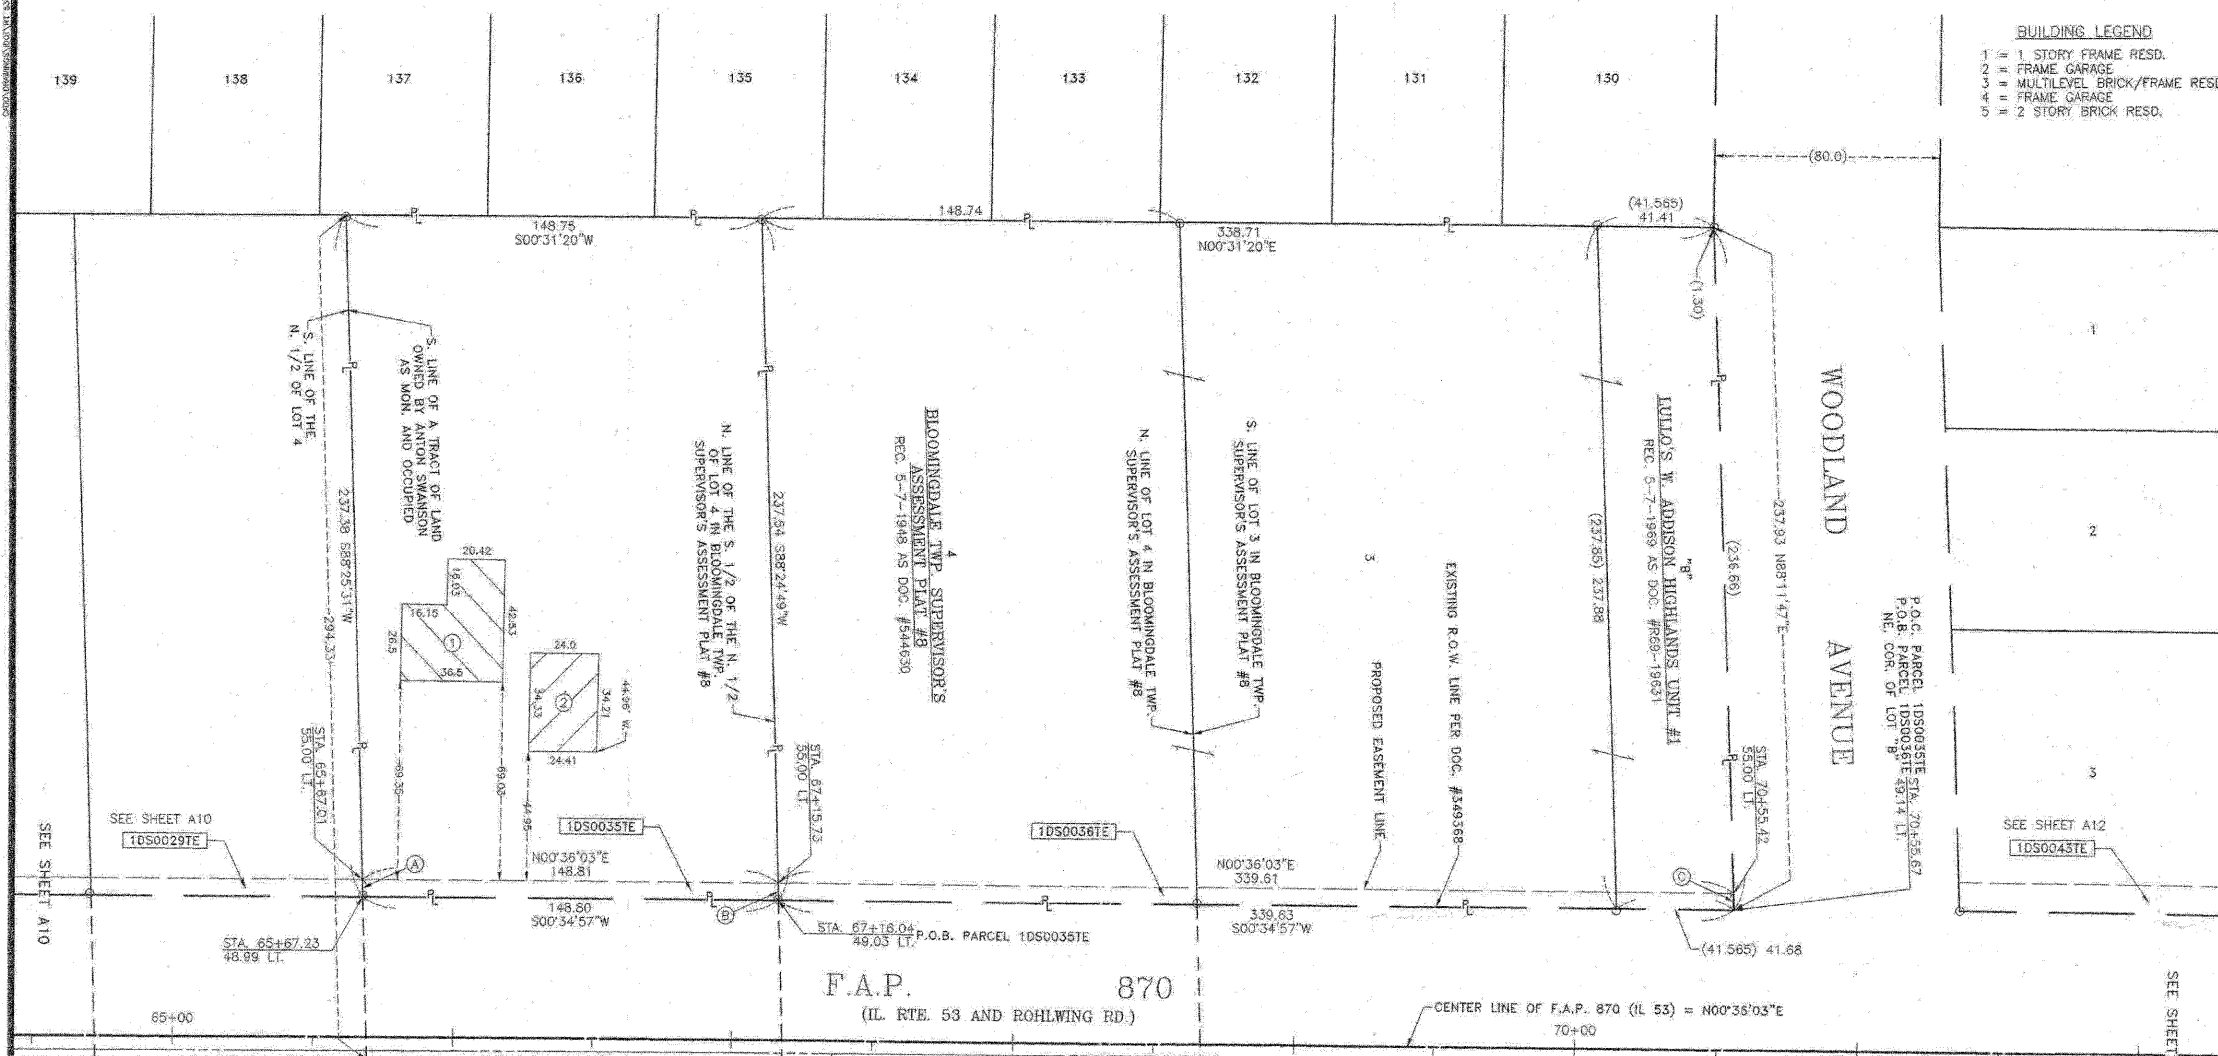 BUILDING LEGEND
1 = 1 STORY FRAME RESD.
2 = FRAME GARAGE
3 = MULTILEVEL BRICK/FRAME RESD
4 = FRAME GARAGE
5 = 2 STORY BRICK RESD.
139
138
137
136
135
134
133
132
131
130
(80.0)
148.75
S00°31'20"W
148.74
338.71
N00°31'20"E
(41.565)
41.41
(1.30)
1
2
3
WOODLAND AVENUE
S. LINE OF THE
N. 1/2 OF LOT 4
S. LINE OF A TRACT OF LAND
OWNED BY ANTON SWANSON
AS MON. AND OCCUPIED
237.38 S88°25'31"W
294.33
20.42
16.03
42.53
16.15
26.5
1
36.5
24.0
34.33
2
34.21
24.41
44.96' W.
69.35
69.03
44.95
N. LINE OF THE S. 1/2 OF THE N. 1/2
OF LOT 4 IN BLOOMINGDALE TWP.
SUPERVISOR'S ASSESSMENT PLAT #8
237.54 S88°24'49"W
4
BLOOMINGDALE TWP. SUPERVISOR'S
ASSESSMENT PLAT #8
REC. 5-7-1948 AS DOC. #544630
N. LINE OF LOT 4 IN BLOOMINGDALE TWP.
SUPERVISOR'S ASSESSMENT PLAT #8
S. LINE OF LOT 3 IN BLOOMINGDALE TWP.
SUPERVISOR'S ASSESSMENT PLAT #8
3
PROPOSED EASEMENT LINE
EXISTING R.O.W. LINE PER DOC. #349368
(237.85) 237.88
"B"
LULLO'S W. ADDISON HIGHLANDS UNIT #1
REC. 5-7-1969 AS DOC. #R69-19631
(236.66)
237.93 N88°11'47"E
P.O.C. PARCEL 1DS0035TE STA. 70+55.67
P.O.B. PARCEL 1DS0036TE 49.14 LT.
NE. COR. OF LOT "B"
STA. 65+67.01
55.00' LT.
STA. 67+15.73
55.00 LT.
STA. 70+55.42
55.00 LT.
SEE SHEET A10
1DS0029TE
SEE SHEET A10
A
N00°36'03"E
148.81
1DS0035TE
148.80
S00°34'57"W
B
1DS0036TE
N00°36'03"E
339.61
339.63
S00°34'57"W
C
SEE SHEET A12
1DS0043TE
STA. 65+67.23
48.99 LT.
STA. 67+16.04
49.03 LT.
P.O.B. PARCEL 1DS0035TE
(41.565) 41.68
F.A.P. 870
(IL. RTE. 53 AND ROHLWING RD.)
CENTER LINE OF F.A.P. 870 (IL 53) = N00°36'03"E
65+00
70+00
SEE SHEET